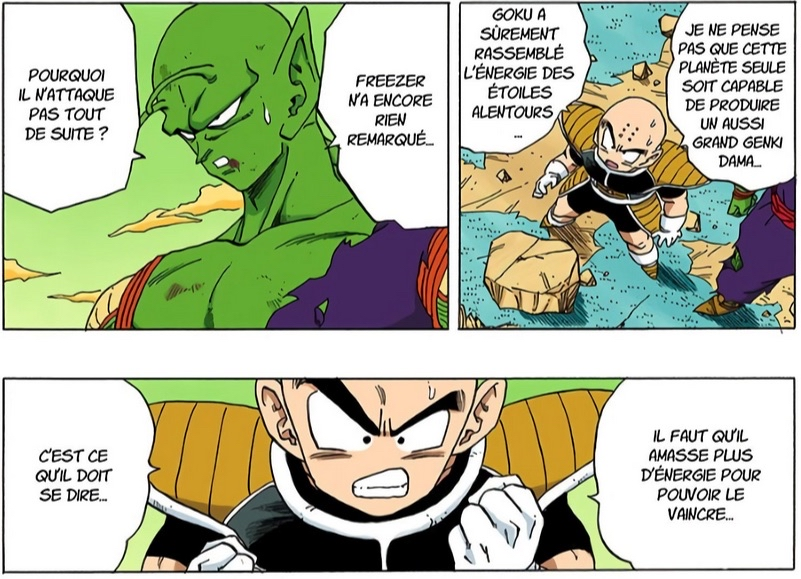 JE NE PENSE
PAS QUE CETTE
PLANÈTE SEULE
SOIT CAPABLE
DE PRODUIRE
UN AUSSI
GRAND GENKI
DAMA...
GOKU A
SÛREMENT
RASSEMBLÉ
L'ÉNERGIE DES
ÉTOILES
ALENTOURS
...
FREEZER
N'A ENCORE
RIEN
REMARQUÉ...
POURQUOI
IL N'ATTAQUE
PAS TOUT
DE SUITE ?
IL FAUT QU'IL
AMASSE PLUS
D'ÉNERGIE POUR
POUVOIR LE
VAINCRE...
C'EST CE
QU'IL DOIT
SE DIRE...